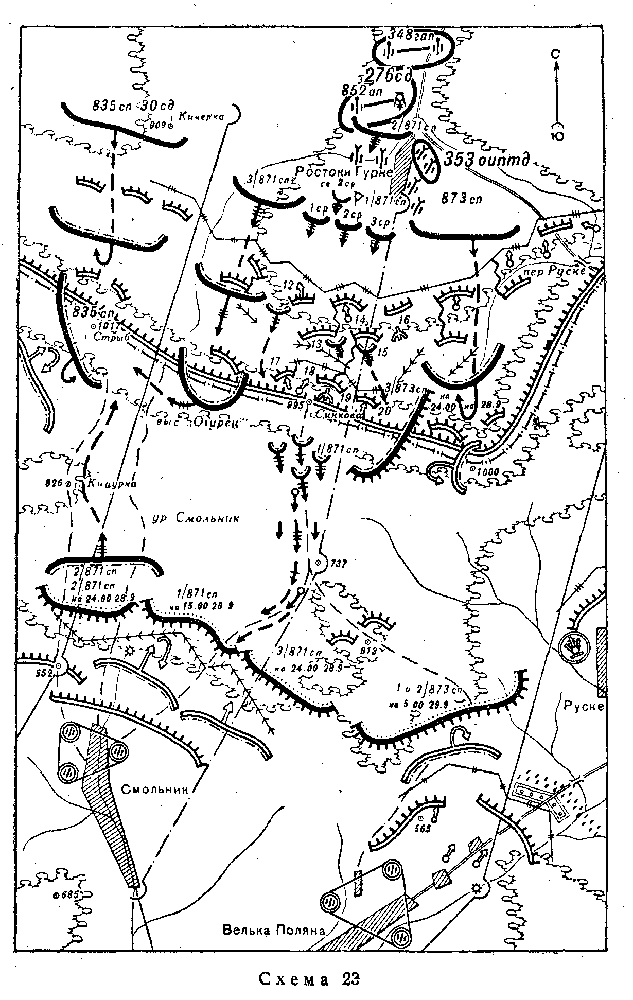 348 гап
С
276сд
852 ап
835 сп 30 сд
Кичерка
909
2/871 сп
Ю
353 оиптд
Ростоки Гурне
3/871 сп
св. 2ср
1/871 сп
873 сп
1 ср
2 ср
3 ср
пер. Руске
12
835 сп
14
16
1017
г Стрыб
13
15
17
18
3/873 сп
19
на
24.00
на 28.9
995
20
г. Синкова
выс „Огурец"
1/871 сп
1000
826
г. Кицурка
ур Смольник
737
2/871 сп
2/871 сп
на 24.00 28.9
1/871 сп
на 15.00 28 9
3/871 сп
813
на 24.00 28.9
552
1 и 2/873 сп
на 5.00 29.9
Руске
Смольник
565
685
Велька Поляна
Схема 23